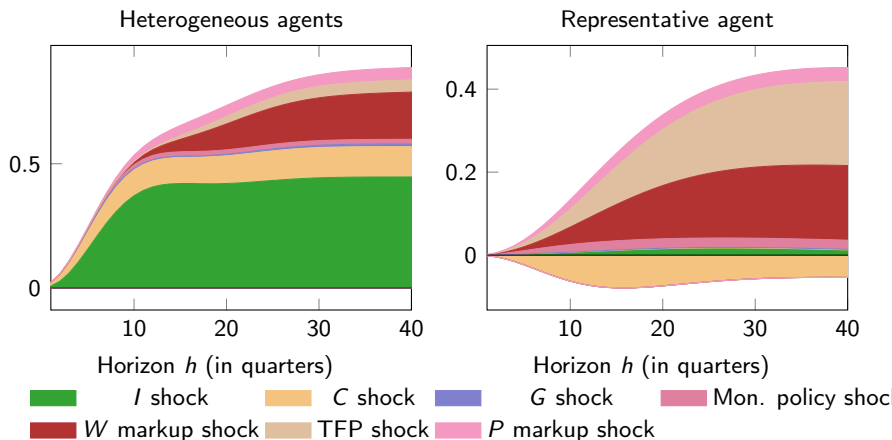 Heterogeneous agents
Representative agent
0.5
0
10 20 30 40
Horizon h (in quarters)
0.4
0.2
0
10 20 30 40
Horizon h (in quarters)
I shock C shock G shock Mon. policy shock
W markup shock TFP shock P markup shock